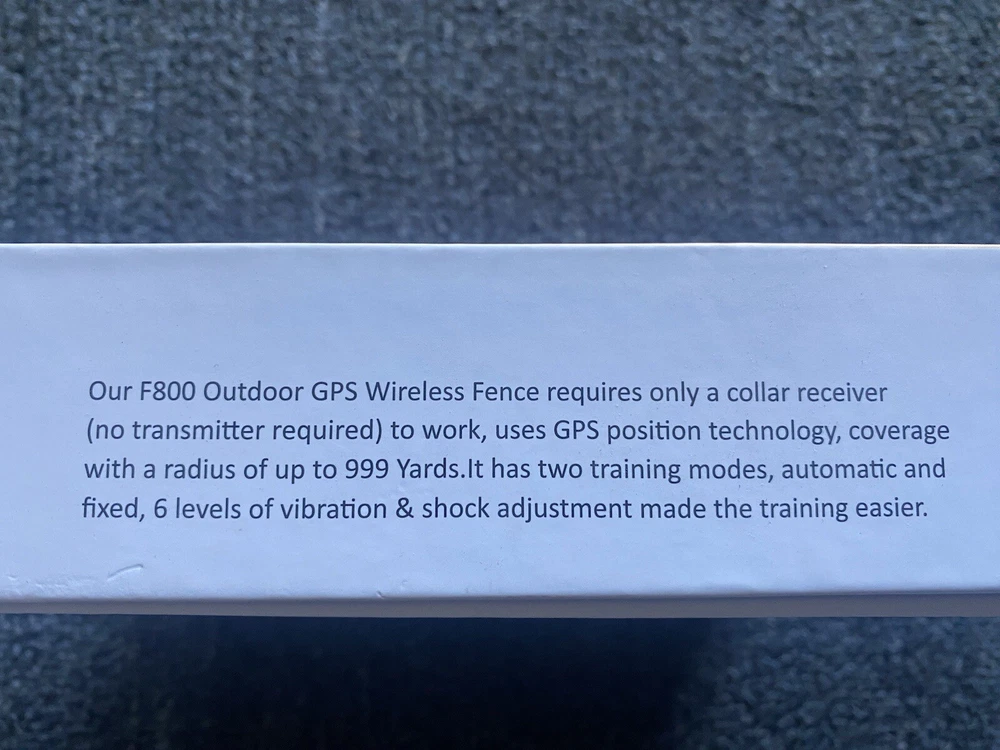 Our F800 Outdoor GPS Wireless Fence requires only a collar receiver
(no transmitter required) to work, uses GPS position technology, coverage
with a radius of up to 999 Yards.It has two training modes, automatic and
fixed, 6 levels of vibration & shock adjustment made the training easier.